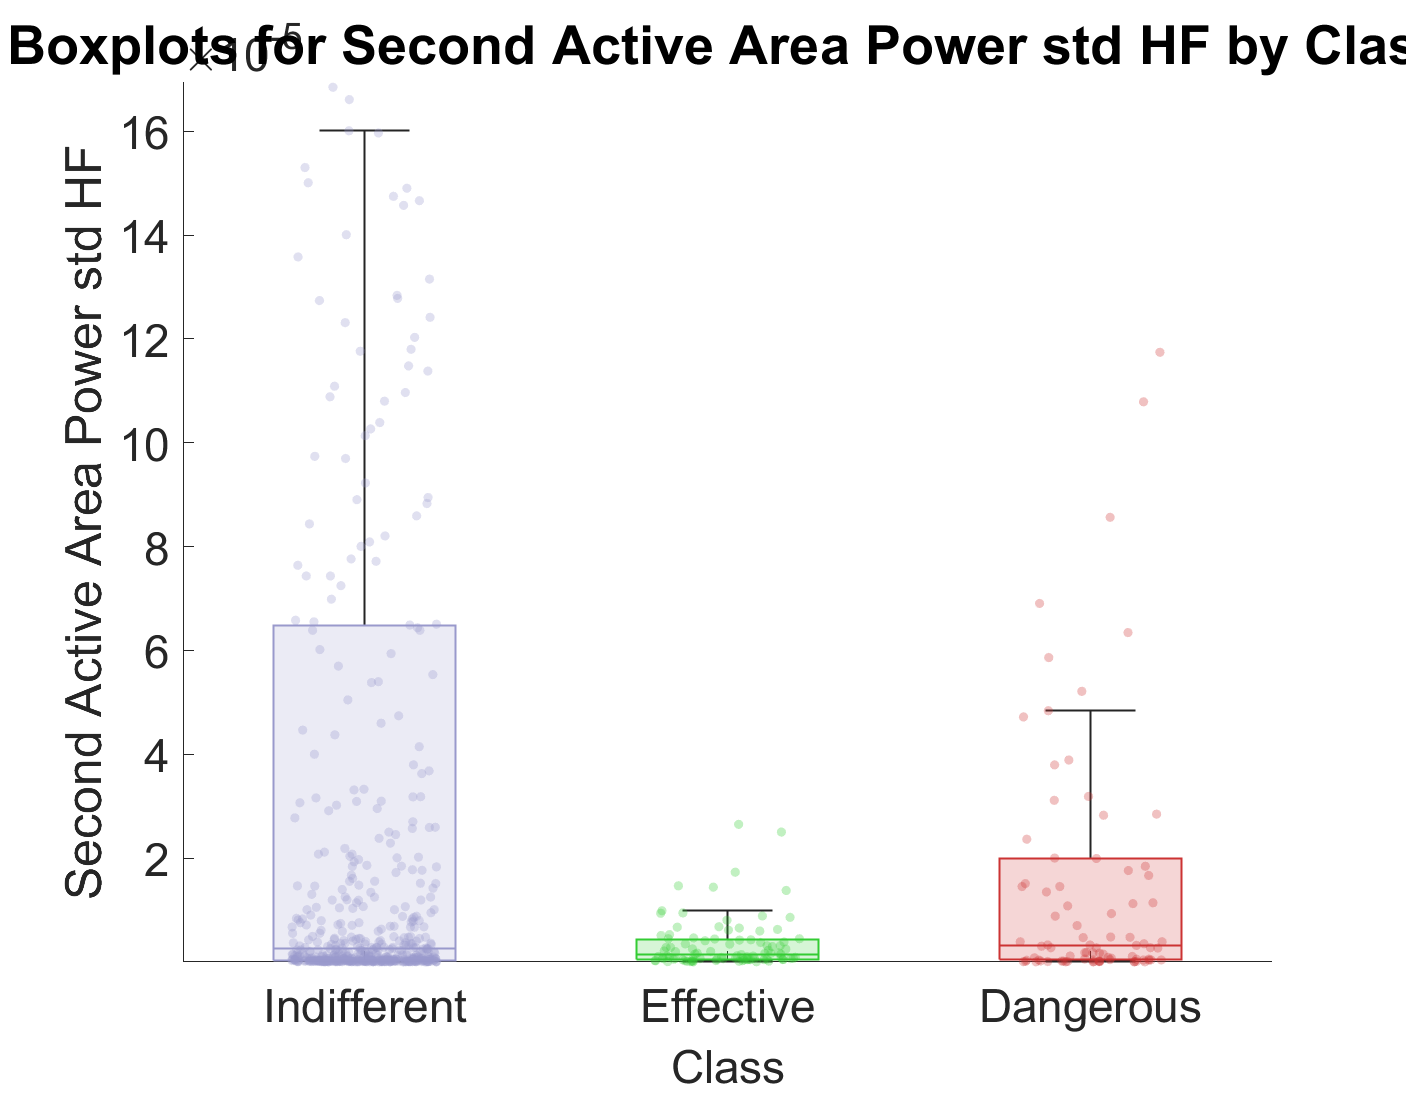 Boxplots for Second Active Area Power std HF by Clas
× 10-5
16
14
12
10
8
6
4
2
Second Active Area Power std HF
Indifferent Effective Dangerous
Class